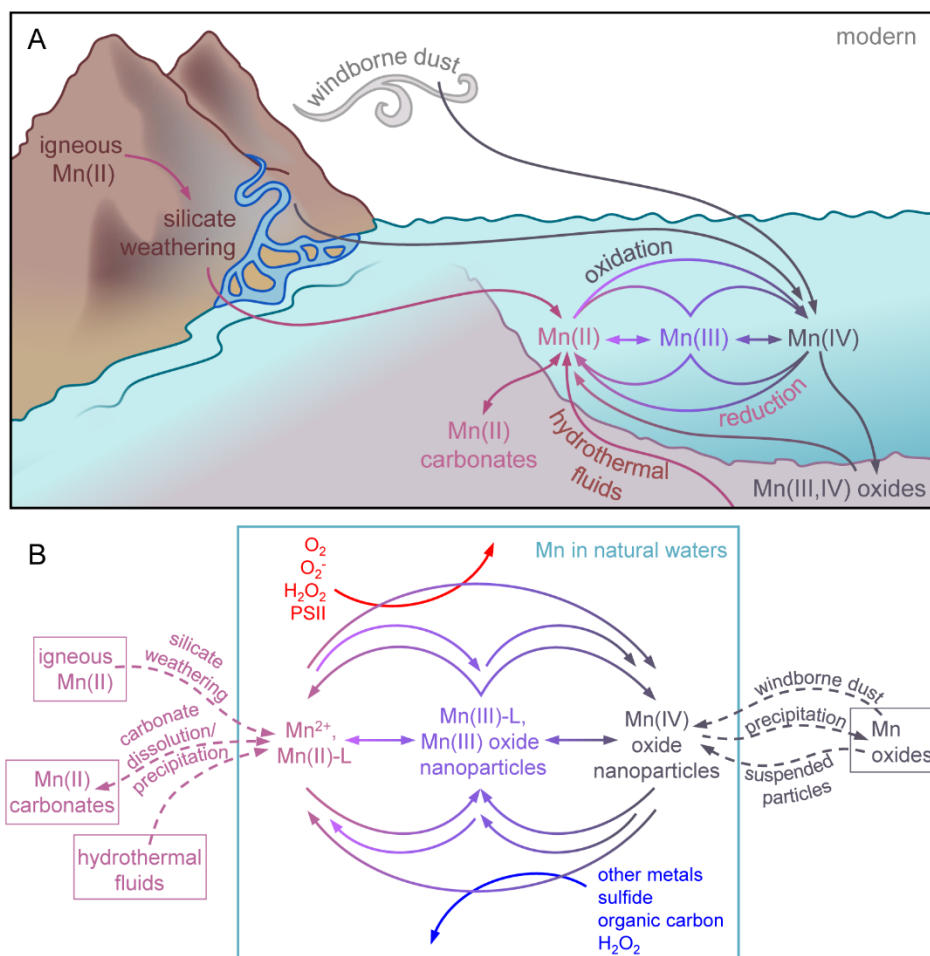 A
modern
windborne dust
igneous
Mn(II)
silicate
weathering
oxidation
Mn(II)
Mn(III)
Mn(IV)
reduction
Mn(II)
carbonates
hydrothermal
fluids
Mn(III,IV) oxides
B
Mn in natural waters
O₂
O₂⁻
H₂O₂
PSII
igneous
Mn(II)
silicate
weathering
carbonate
dissolution/
precipitation
Mn(II)
carbonates
hydrothermal
fluids
Mn²⁺,
Mn(II)-L
Mn(III)-L,
Mn(III) oxide
nanoparticles
Mn(IV)
oxide
nanoparticles
windborne dust
precipitation
suspended
particles
Mn
oxides
other metals
sulfide
organic carbon
H₂O₂